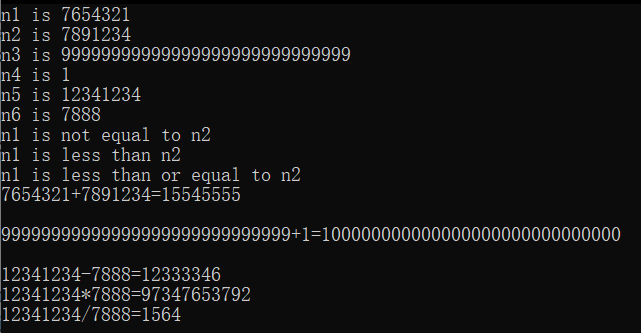 n1 is 7654321
n2 is 7891234
n3 is 99999999999999999999999999999
n4 is 1
n5 is 12341234
n6 is 7888
n1 is not equal to n2
n1 is less than n2
n1 is less than or equal to n2
7654321+7891234=15545555
99999999999999999999999999999+1=100000000000000000000000000000
12341234-7888=12333346
12341234*7888=97347653792
12341234/7888=1564